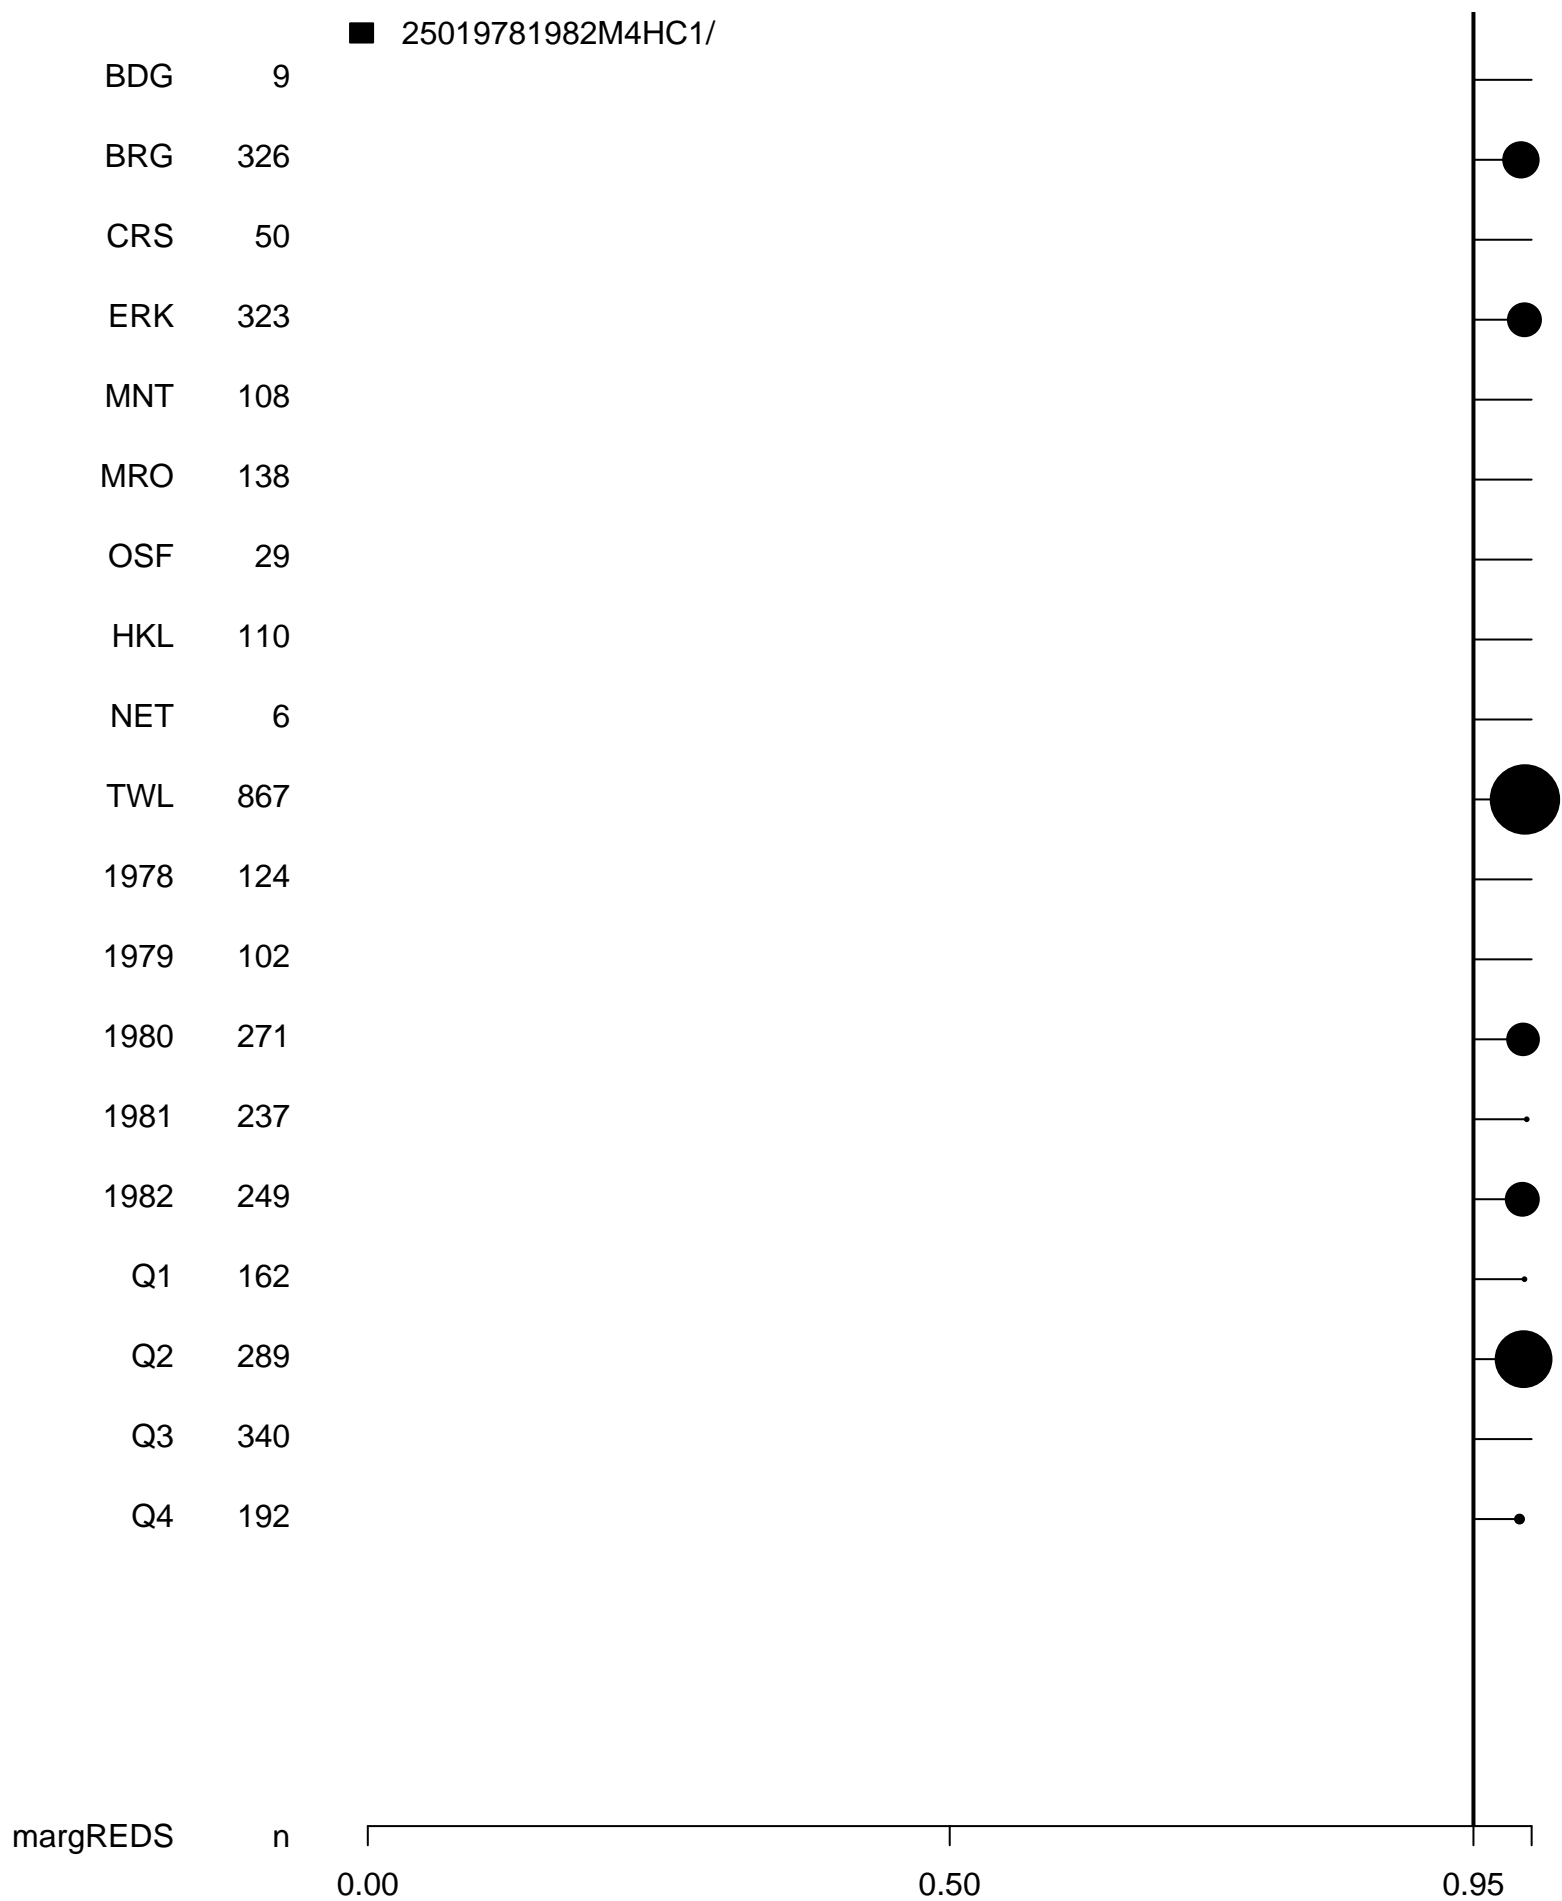 25019781982M4HC1/
BDG 9
BRG 326
CRS 50
ERK 323
MNT 108
MRO 138
OSF 29
HKL 110
NET 6
TWL 867
1978 124
1979 102
1980 271
1981 237
1982 249
Q1 162
Q2 289
Q3 340
Q4 192
margREDS n
0.00 0.50 0.95